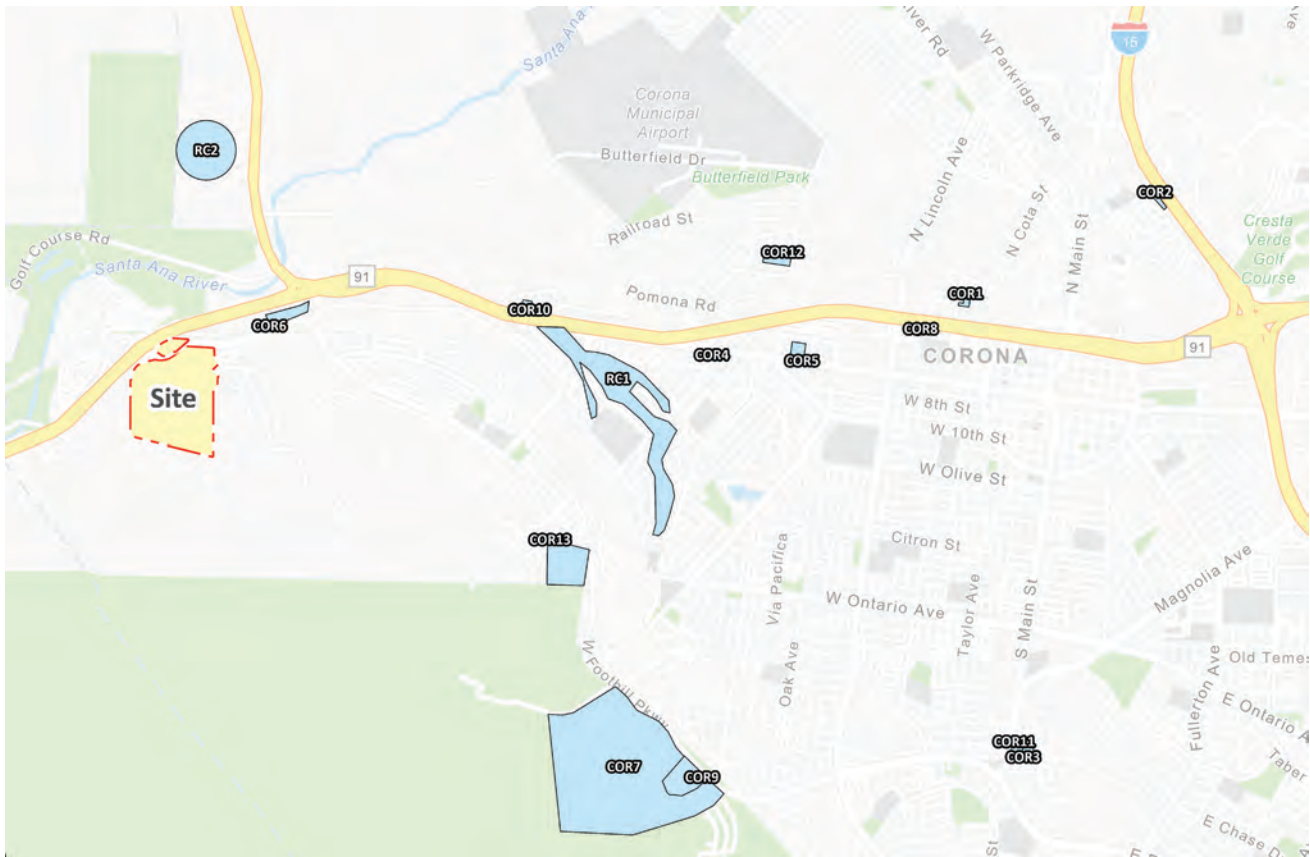 Santa Ana
River Rd
W Parkridge Ave
15
Ave
Corona
Municipal
Airport
RC2
Butterfield Dr
Butterfield Park
N Lincoln Ave
N Cota St
N Main St
COR2
Cresta
Verde
Golf
Course
Railroad St
Golf Course Rd
Santa Ana River
91
COR12
Pomona Rd
COR1
COR10
COR6
COR8
COR4
COR5
CORONA
91
RC1
Site
W 8th St
W 10th St
W Olive St
COR13
Citron St
Via Pacifica
W Ontario Ave
Taylor Ave
S Main St
Magnolia Ave
Old Temes
W Foothill Pkwy
Oak Ave
Fullerton Ave
E Ontario A
COR11
COR3
Taber
COR7
COR9
E Chase D
St